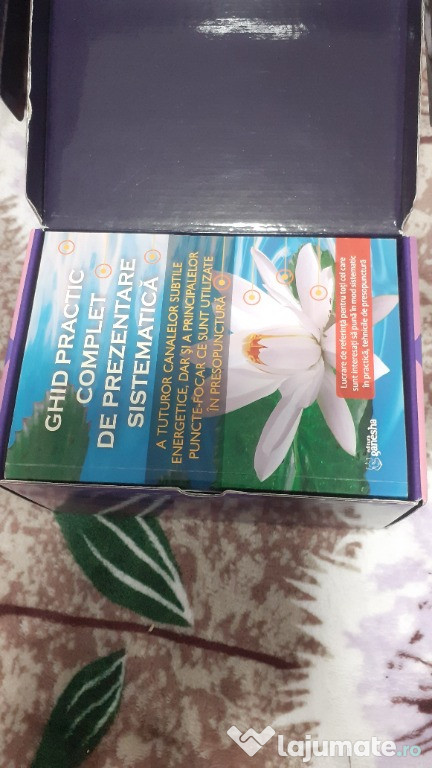 GHID PRACTIC
COMPLET
DE PREZENTARE
SISTEMATICĂ
A TUTUROR CANALELOR SUBTILE
ENERGETICE, DAR ȘI A PRINCIPALELOR
PUNCTE-FOCAR CE SUNT UTILIZATE
ÎN PRESOPUNCTURĂ
Lucrare de referință pentru toți cei care
sunt interesați să pună în mod sistematic
în practică, tehnicile de presopunctură
ganesha
lajumate.ro